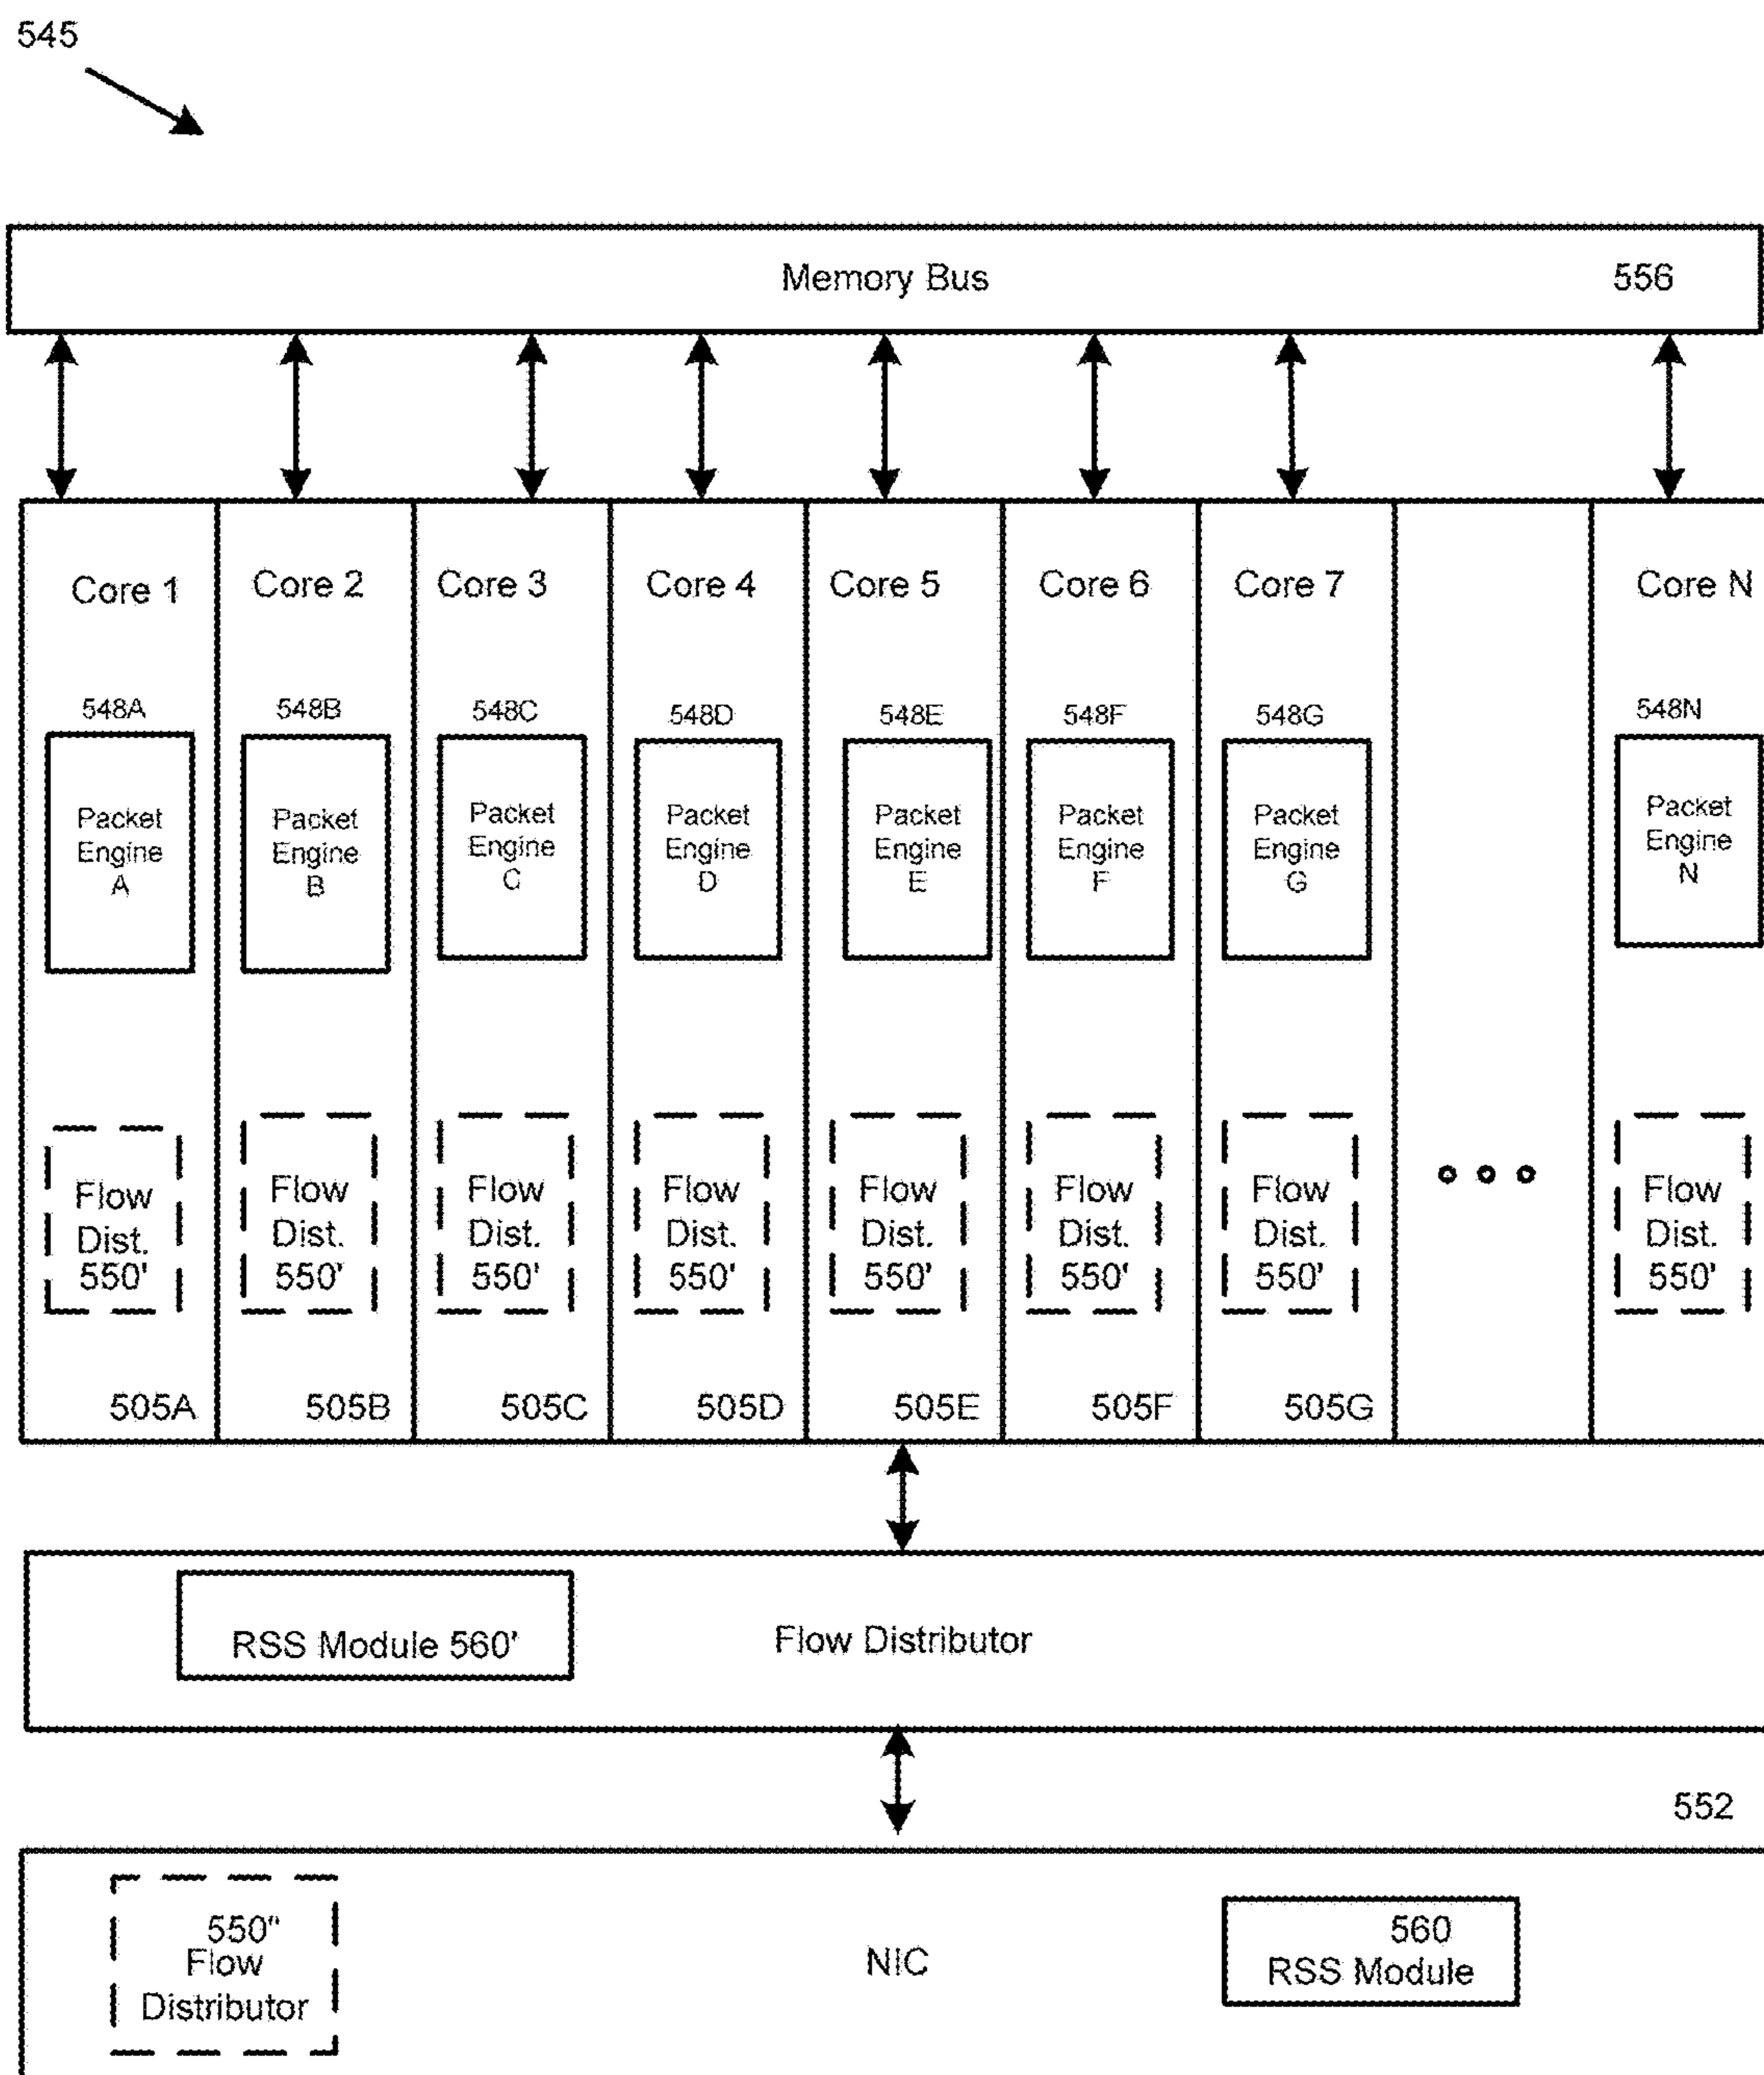 545
Memory Bus 556
Core 1 Core 2 Core 3 Core 4 Core 5 Core 6 Core 7 Core N
548A 548B 548C 548D 548E 548F 548G 548N
Packet Packet Packet Packet Packet Packet Packet Packet
Engine Engine Engine Engine Engine Engine Engine Engine
A B C D E F G N
Flow Flow Flow Flow Flow Flow Flow Flow
Dist. Dist. Dist. Dist. Dist. Dist. Dist. Dist.
550' 550' 550' 550' 550' 550' 550' 550'
505A 505B 505C 505D 505E 505F 505G
RSS Module 560' Flow Distributor
552
550" 560
Flow NIC RSS Module
Distributor